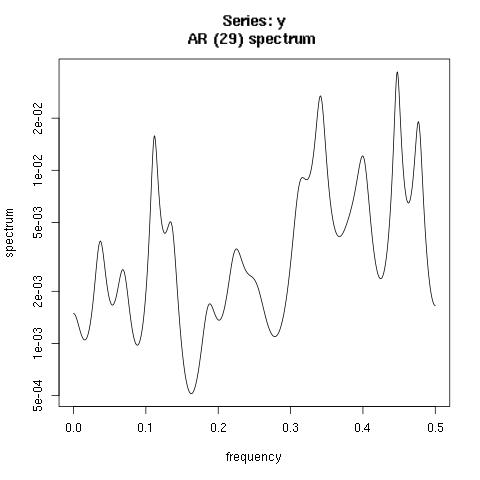 Series: y
AR (29) spectrum
2e-02
1e-02
5e-03
2e-03
1e-03
5e-04
spectrum
0.0 0.1 0.2 0.3 0.4 0.5
frequency